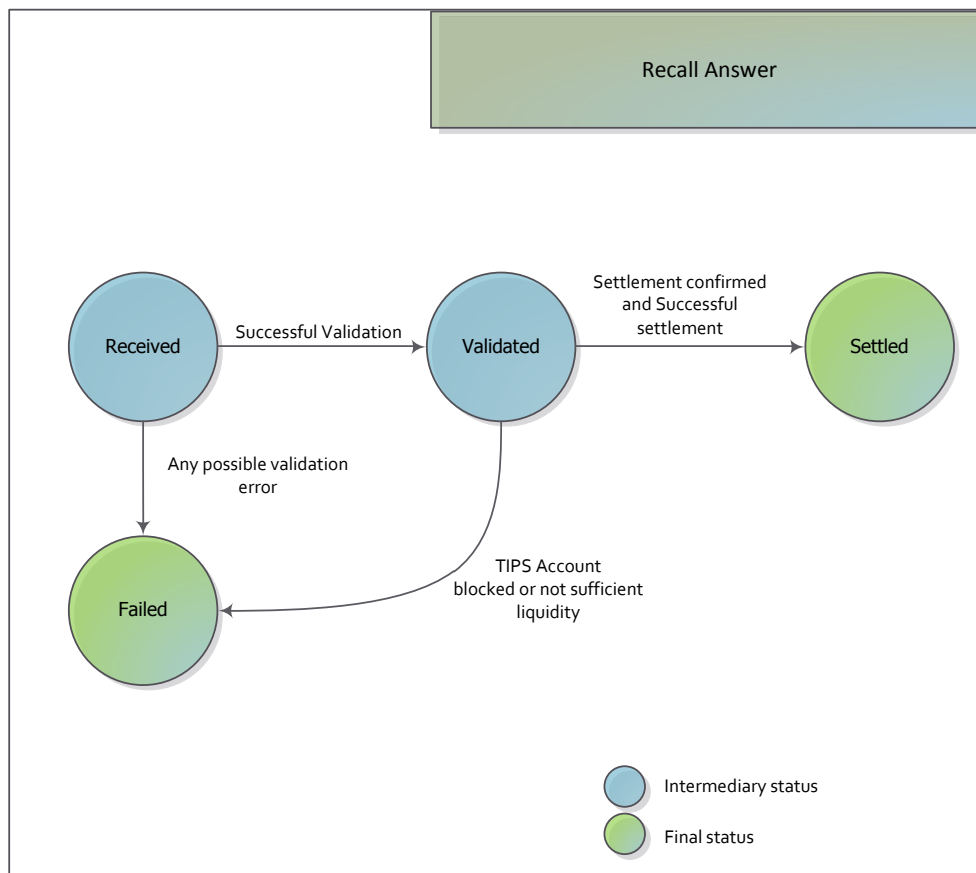 Recall Answer
Settlement confirmed
and Successful
settlement
Received
Successful Validation
Validated
Settled
Any possible validation
error
TIPS Account
blocked or not sufficient
liquidity
Failed
Intermediary status
Final status